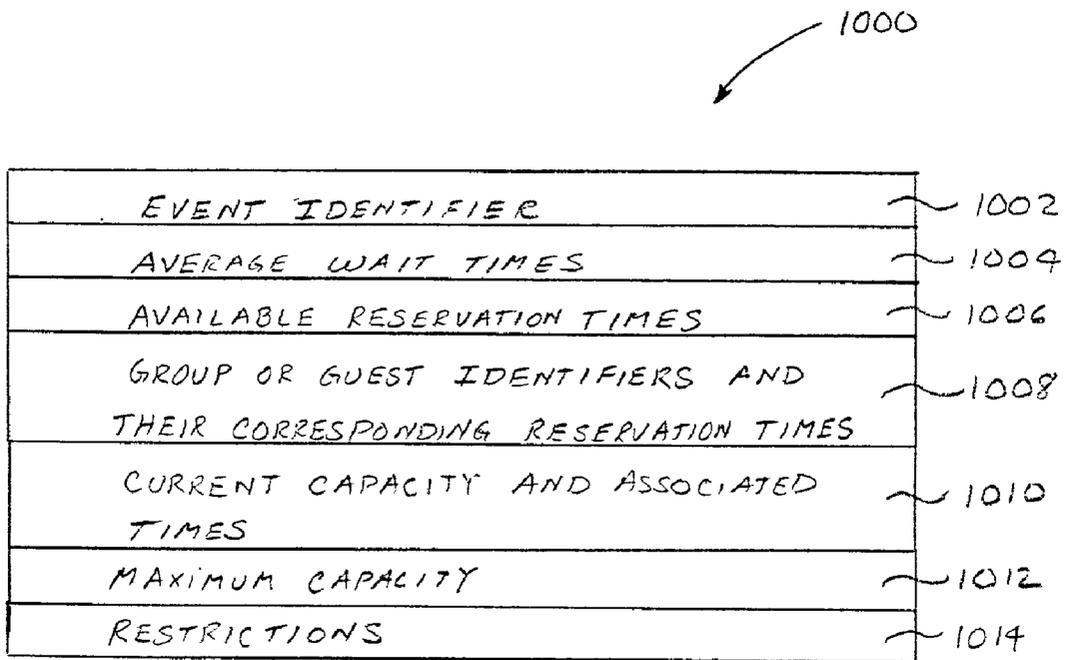 1000
EVENT IDENTIFIER 1002
AVERAGE WAIT TIMES 1004
AVAILABLE RESERVATION TIMES 1006
GROUP OR GUEST IDENTIFIERS AND
1008
THEIR CORRESPONDING RESERVATION TIMES
CURRENT CAPACITY AND ASSOCIATED
1010
TIMES
MAXIMUM CAPACITY 1012
RESTRICTIONS 1014